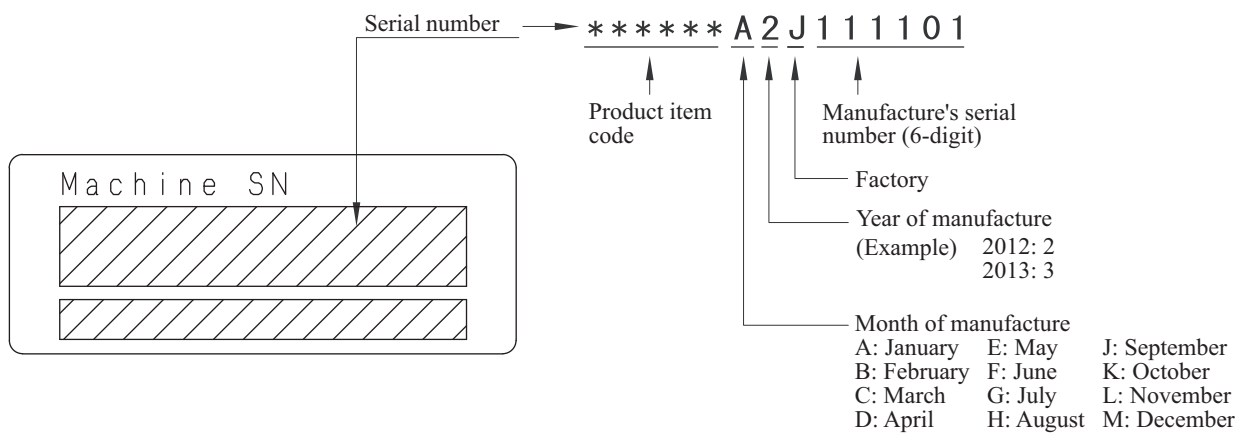 Serial number
******A2J111101
Product item
code
Manufacture's serial
number (6-digit)
Machine SN
Factory
Year of manufacture
(Example) 2012: 2
2013: 3
Month of manufacture
A: January E: May J: September
B: February F: June K: October
C: March G: July L: November
D: April H: August M: December